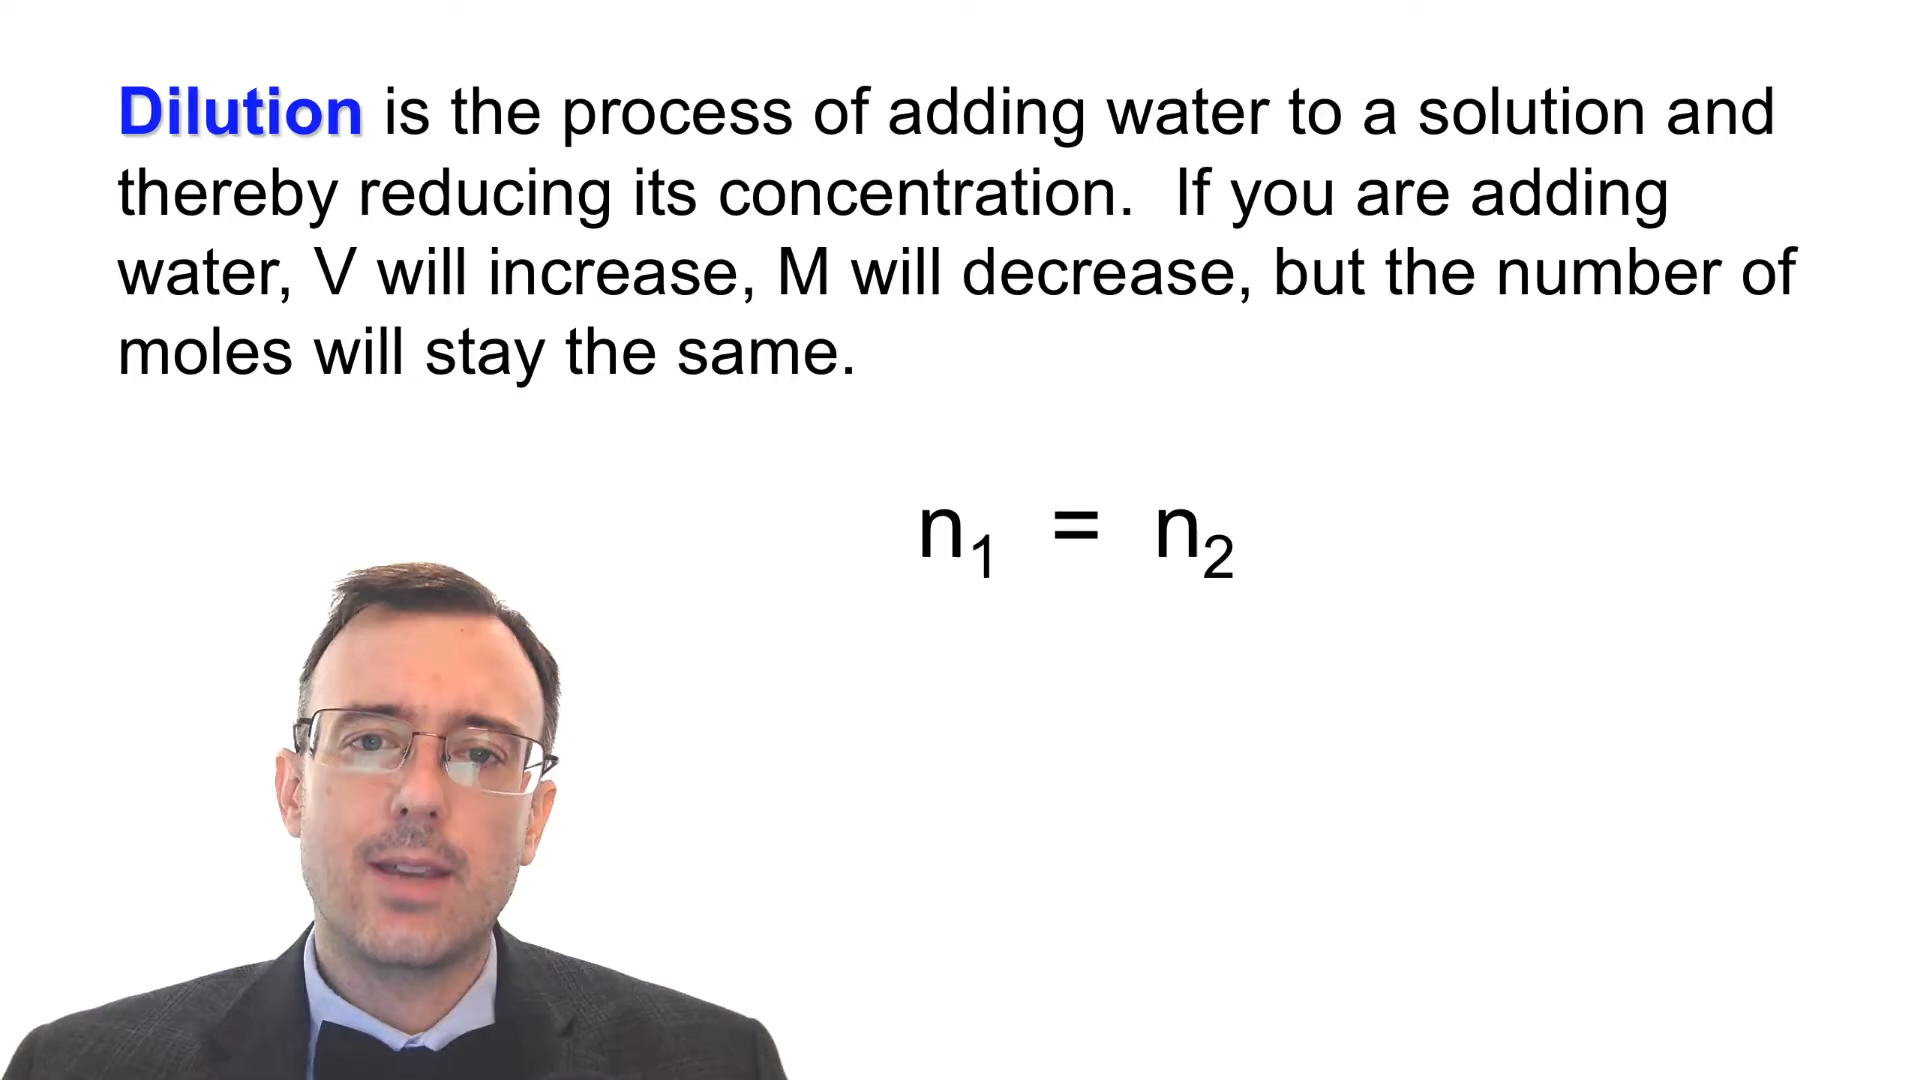 Dilution is the process of adding water to a solution and
thereby reducing its concentration.  If you are adding
water, V will increase, M will decrease, but the number of
moles will stay the same.
n₁ = n₂